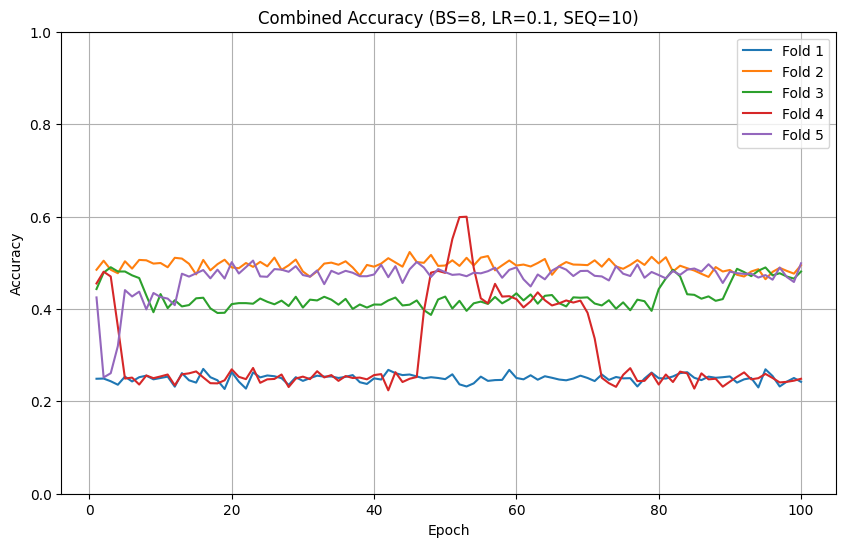 Combined Accuracy (BS=8, LR=0.1, SEQ=10)
Accuracy
1.0
0.8
0.6
0.4
0.2
0.0
0
20
40
60
80
100
Epoch
Fold 1
Fold 2
Fold 3
Fold 4
Fold 5